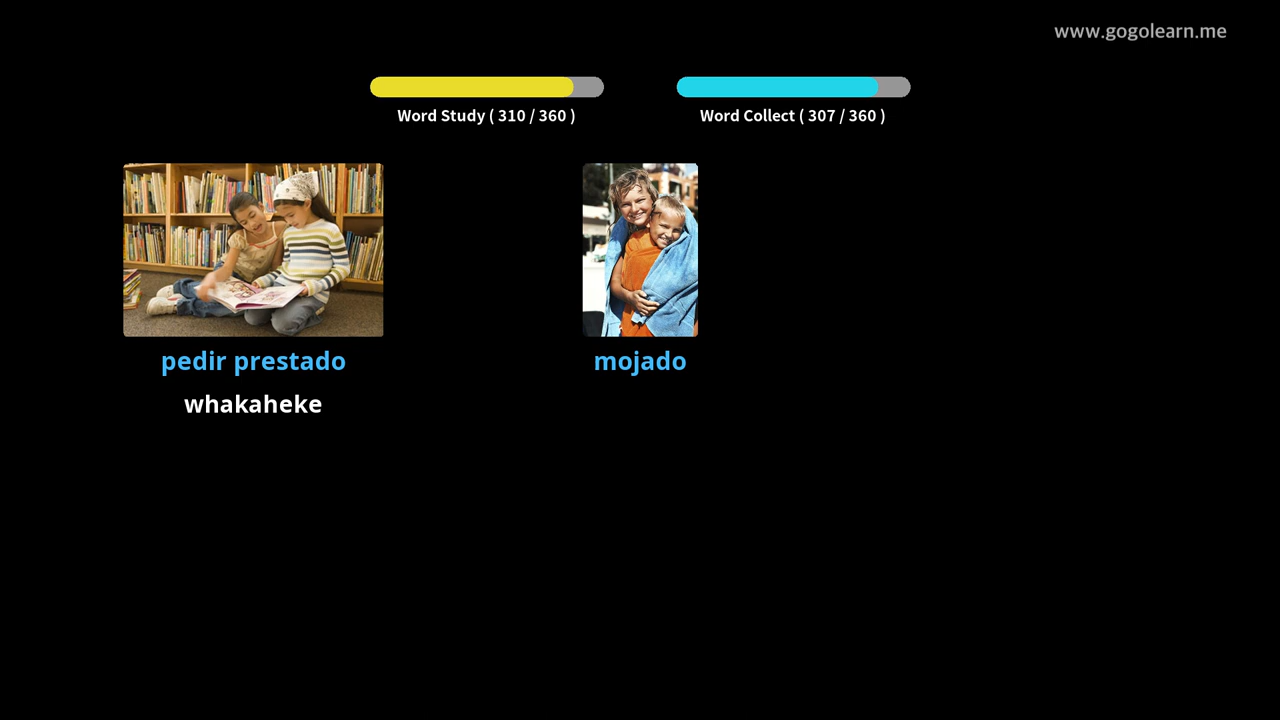 www.gogolearn.me
Word Study ( 310 / 360 )
Word Collect ( 307 / 360 )
pedir prestado
whakaheke
mojado